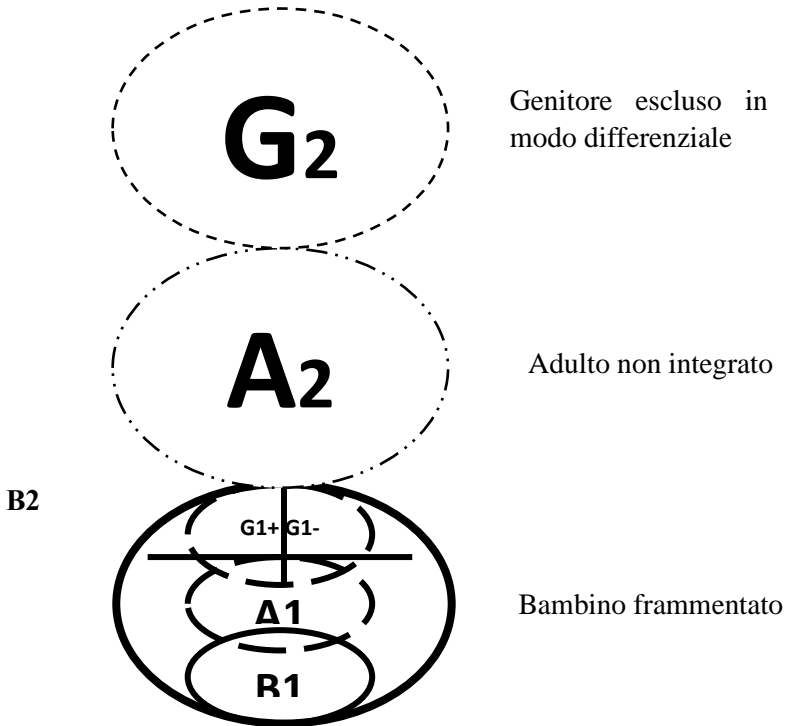 G2
Genitore escluso in
modo differenziale
A2
Adulto non integrato
B2
G1+ G1-
A1
Bambino frammentato
B1